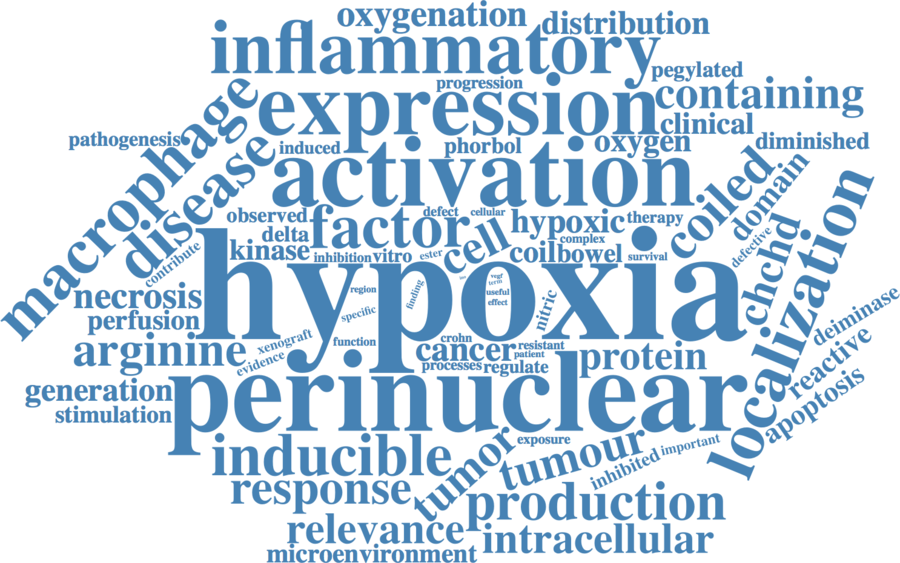 oxygenation
distribution
inflammatory
pegylated
progression
expression
containing
macrophage
clinical
pathogenesis
disease
induced
phorbol
oxygen
diminished
activation
coiled
domain
observed
factor
defect
cellular
hypoxic
therapy
delta
cell
complex
kinase
inhibition
vitro
ester
coil
bowel
survival
defective
chchd
localization
contribute
hypoxia
region
finding
vegf
term
useful
effect
nitric
necrosis
specific
perfusion
function
xenograft
evidence
crohn
arginine
cancer
resistant
patient
protein
processes
regulate
deiminase
reactive
apoptosis
generation
perinuclear
stimulation
inducible
tumor
exposure
tumour
inhibited
important
response
production
relevance
intracellular
microenvironment